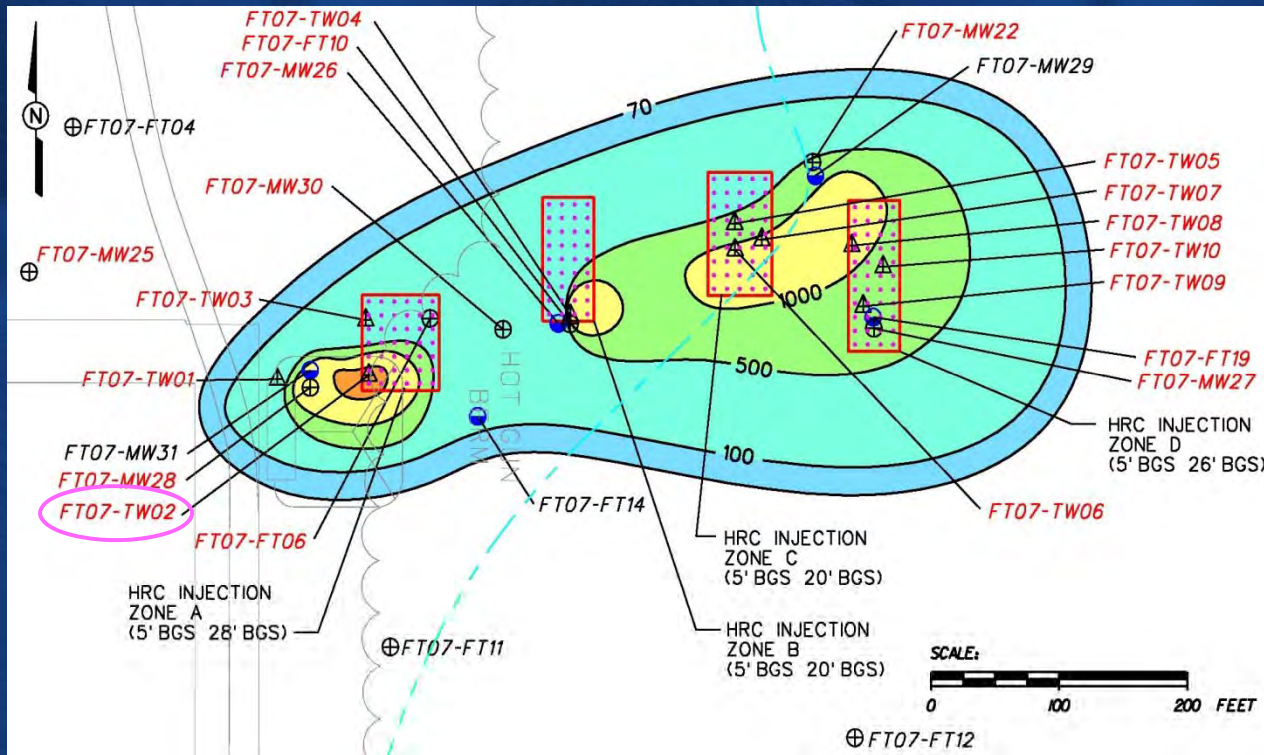 FT07-TW04
FT07-FT10
FT07-MW26
FT07-MW22
FT07-MW29
N
FT07-FT04
70
FT07-TW05
FT07-TW07
FT07-MW30
FT07-TW08
FT07-MW25
FT07-TW10
FT07-TW03
FT07-TW09
1000
HOT GUN
BERM
500
FT07-TW01
FT07-FT19
FT07-MW27
HRC INJECTION
ZONE D
(5' BGS 26' BGS)
FT07-MW31
100
FT07-MW28
FT07-TW02
FT07-FT14
FT07-TW06
FT07-FT06
HRC INJECTION
ZONE C
(5' BGS 20' BGS)
HRC INJECTION
ZONE A
(5' BGS 28' BGS)
FT07-FT11
HRC INJECTION
ZONE B
(5' BGS 20' BGS)
SCALE:
0 100 200 FEET
FT07-FT12